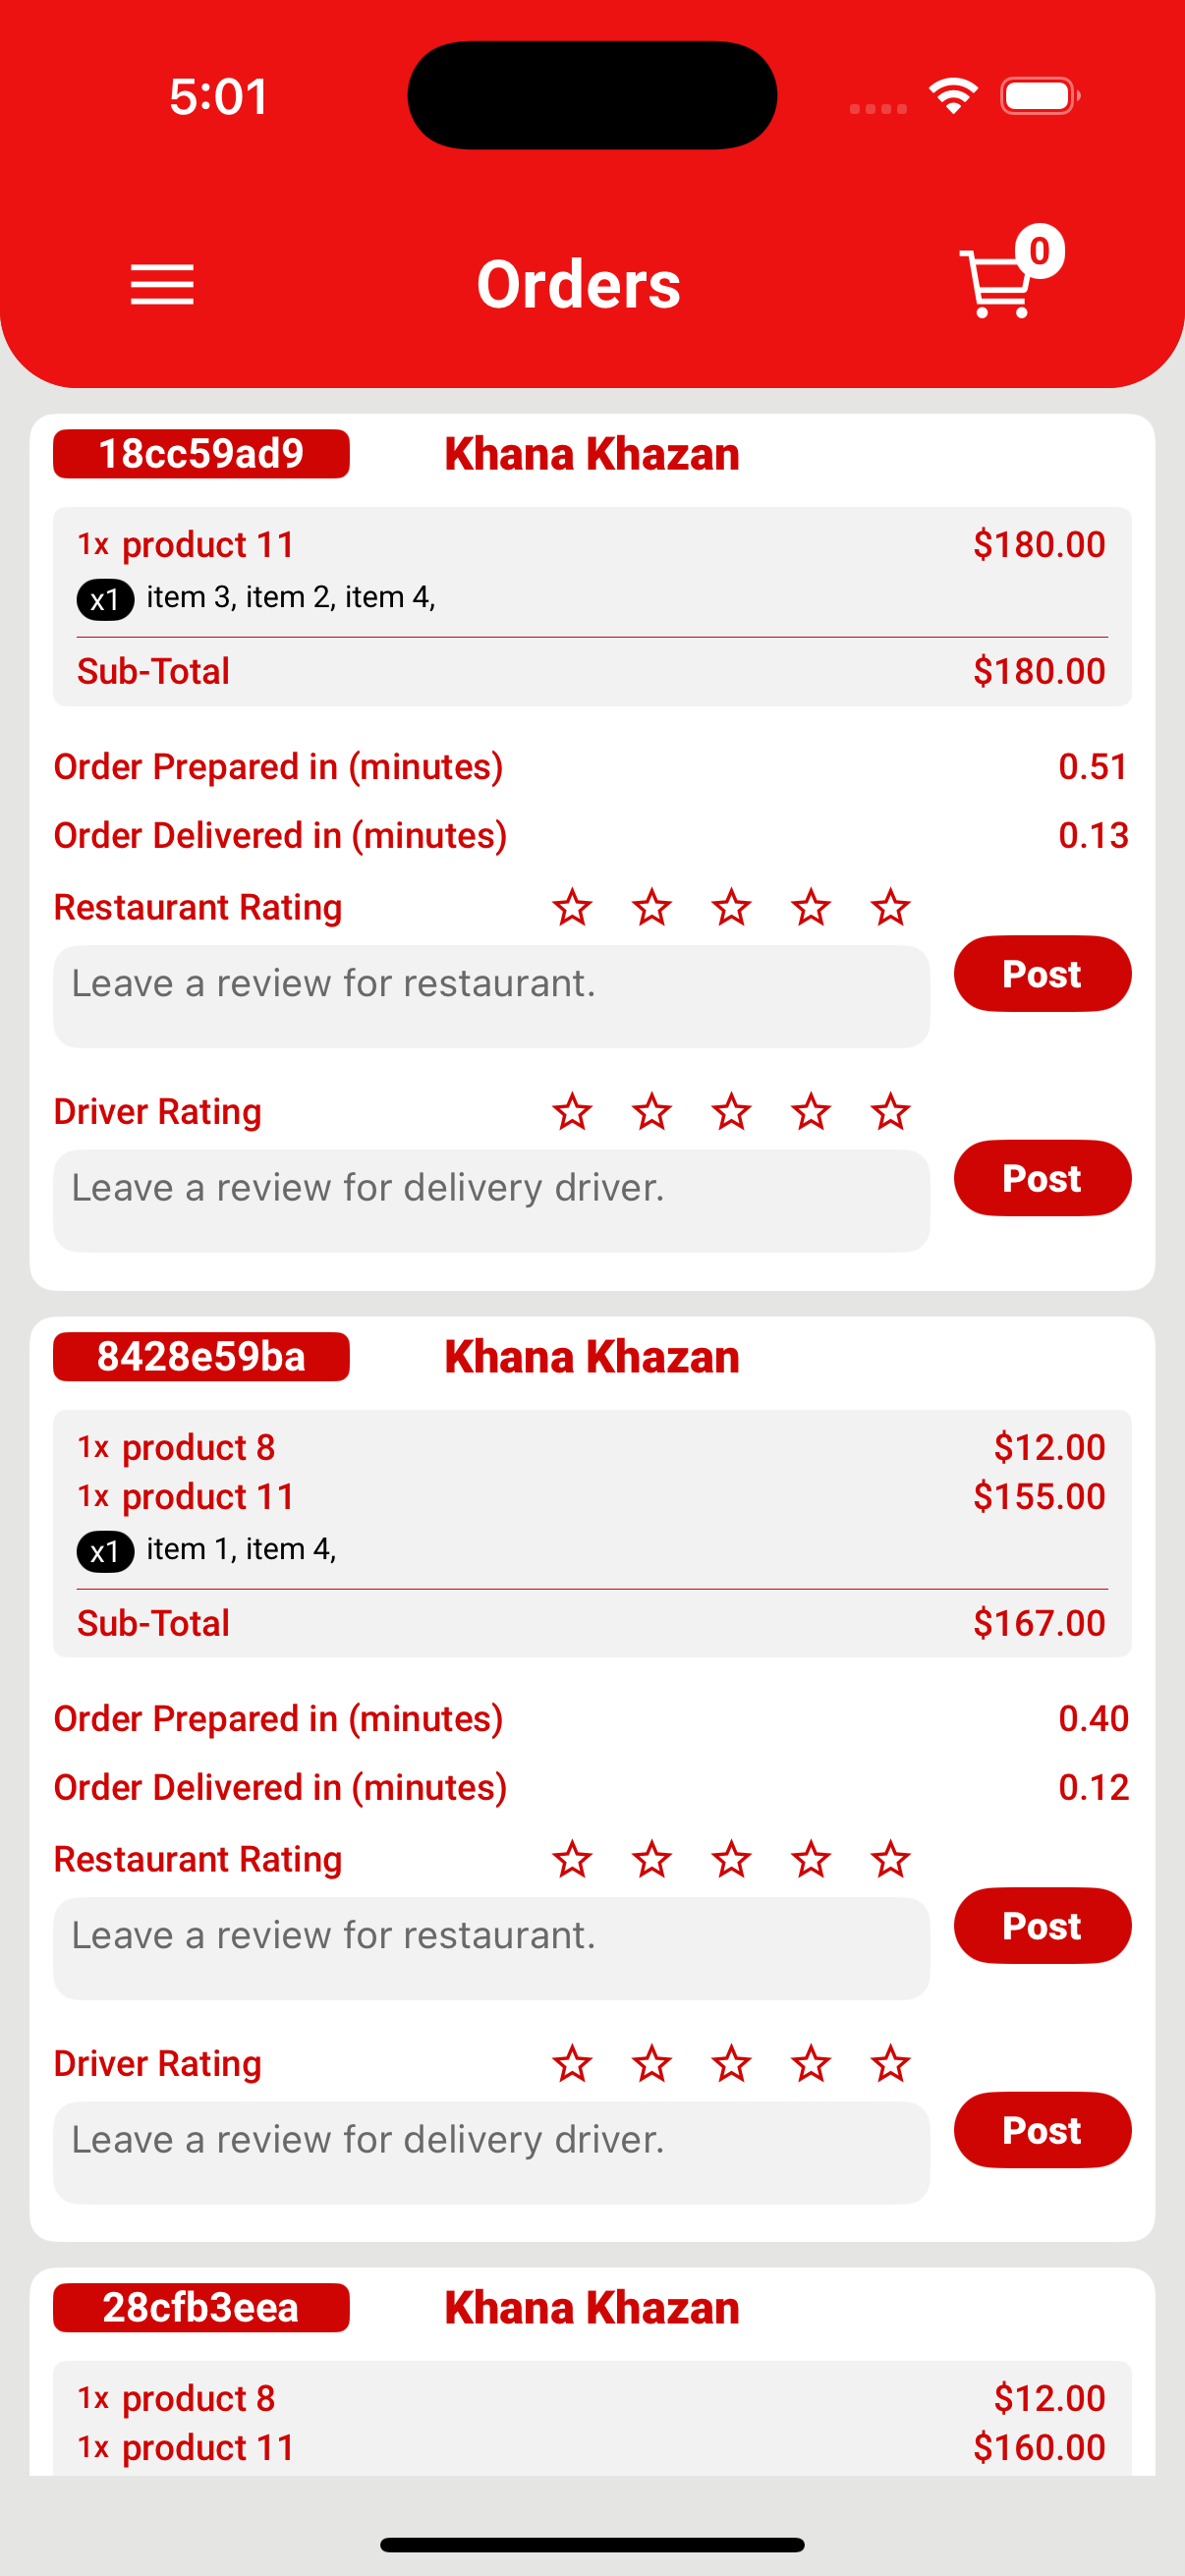 5:01
Orders
0
18cc59ad9 Khana Khazan
1x product 11 $180.00
x1 item 3, item 2, item 4,
Sub-Total $180.00
Order Prepared in (minutes) 0.51
Order Delivered in (minutes) 0.13
Restaurant Rating
Leave a review for restaurant.
Post
Driver Rating
Leave a review for delivery driver.
Post
8428e59ba Khana Khazan
1x product 8 $12.00
1x product 11 $155.00
x1 item 1, item 4,
Sub-Total $167.00
Order Prepared in (minutes) 0.40
Order Delivered in (minutes) 0.12
Restaurant Rating
Leave a review for restaurant.
Post
Driver Rating
Leave a review for delivery driver.
Post
28cfb3eea Khana Khazan
1x product 8 $12.00
1x product 11 $160.00